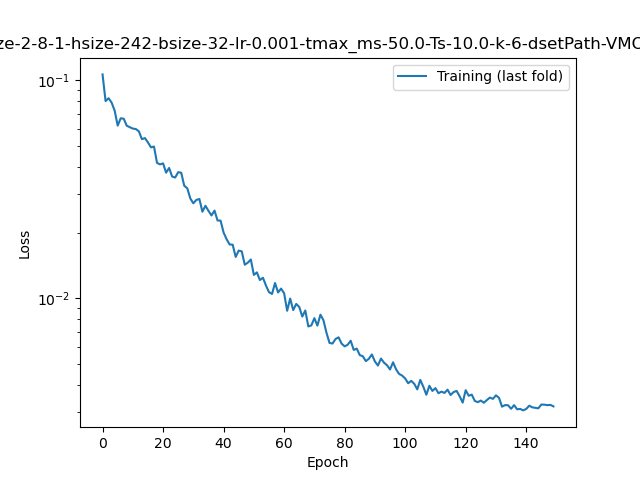 ze-2-8-1-hsize-242-bsize-32-lr-0.001-tmax_ms-50.0-Ts-10.0-k-6-dsetPath-VMC
Training (last fold)
10⁻¹
10⁻²
Loss
0 20 40 60 80 100 120 140
Epoch